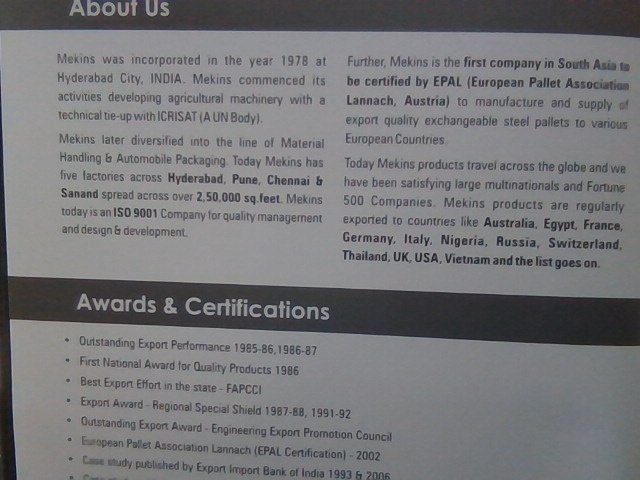 About Us
Mekins was incorporated in the year 1978 at
Hyderabad City, INDIA. Mekins commenced its
activities developing agricultural machinery with a
technical tie-up with ICRISAT (A UN Body).
Mekins later diversified into the line of Material
Handling & Automobile Packaging. Today Mekins has
five factories across Hyderabad, Pune, Chennai &
Sanand spread across over 2,50,000 sq.feet. Mekins
today is an ISO 9001 Company for quality management
and design & development.
Further, Mekins is the first company in South Asia to
be certified by EPAL (European Pallet Association
Lannach, Austria) to manufacture and supply of
export quality exchangeable steel pallets to various
European Countries.
Today Mekins products travel across the globe and we
have been satisfying large multinationals and Fortune
500 Companies. Mekins products are regularly
exported to countries like Australia, Egypt, France,
Germany, Italy, Nigeria, Russia, Switzerland,
Thailand, UK, USA, Vietnam and the list goes on.
Awards & Certifications
• Outstanding Export Performance 1985-86,1986-87
• First National Award for Quality Products 1986
• Best Export Effort in the state - FAPCCI
• Export Award - Regional Special Shield 1987-88, 1991-92
• Outstanding Export Award - Engineering Export Promotion Council
• European Pallet Association Lannach (EPAL Certification) - 2002
• Case study published by Export Import Bank of India 1993 & 2006